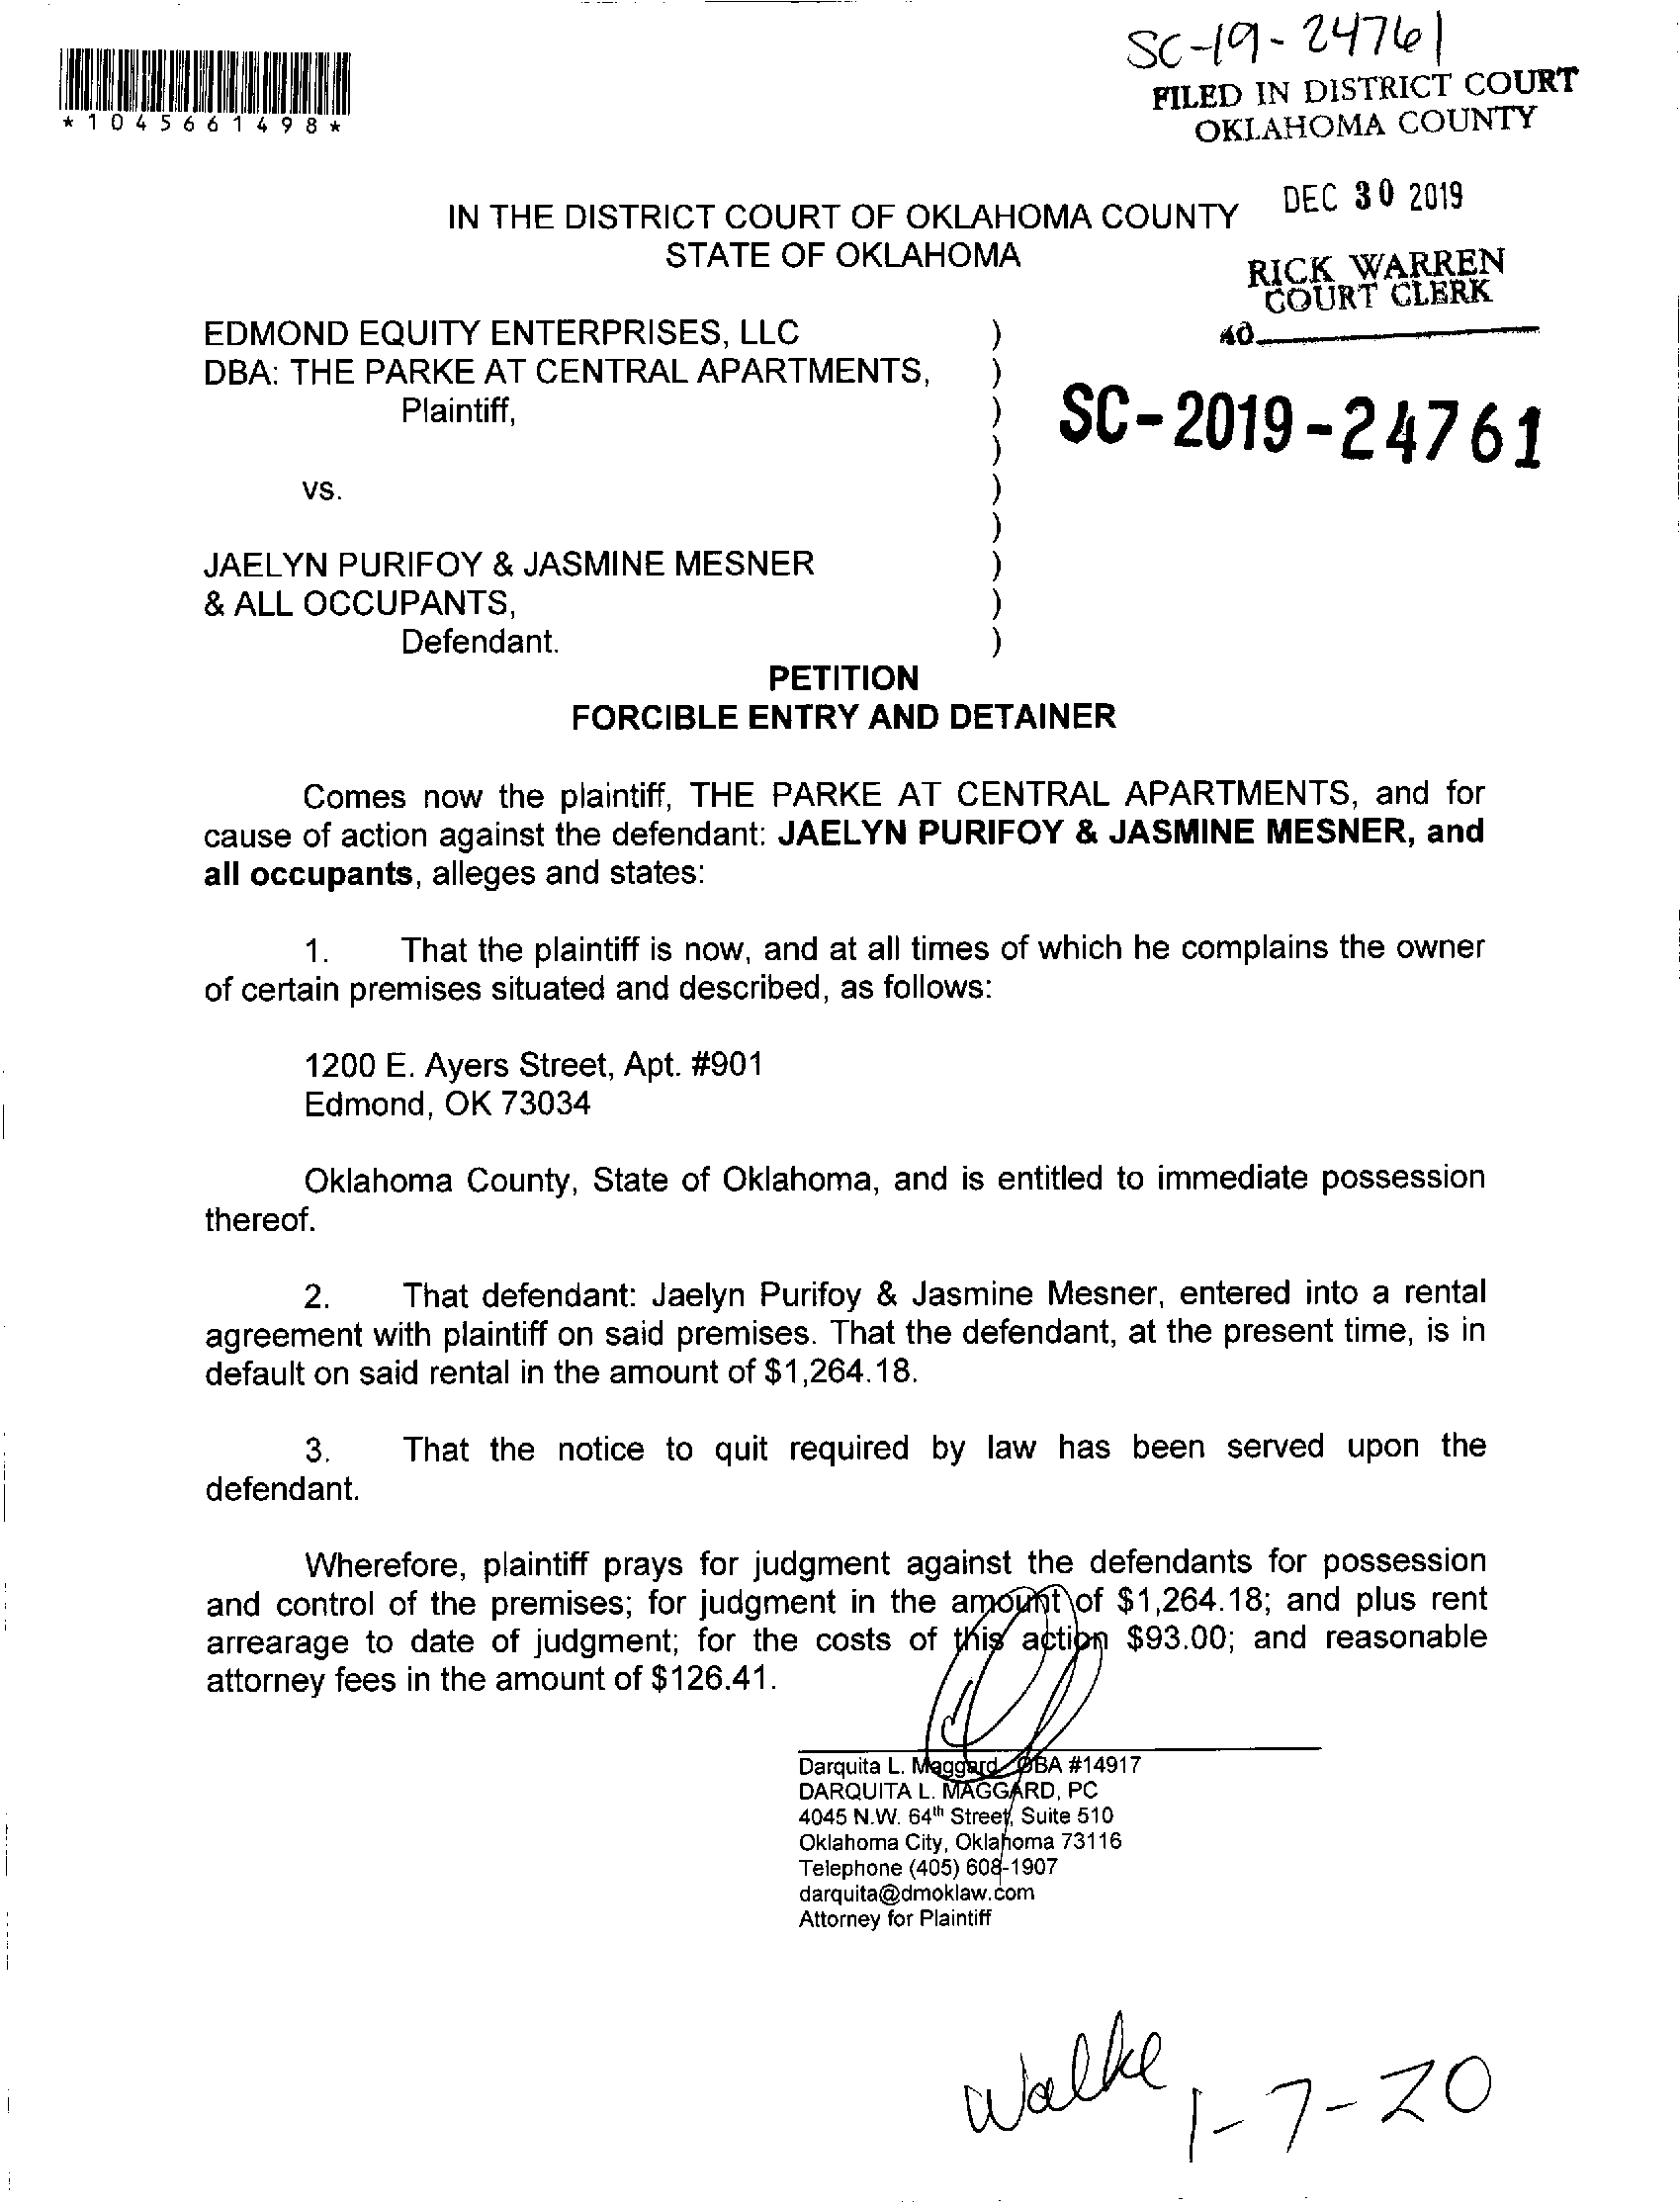 SC-19-24761
FILED IN DISTRICT COURT
OKLAHOMA COUNTY
*1045661498*
DEC 30 2019
IN THE DISTRICT COURT OF OKLAHOMA COUNTY
STATE OF OKLAHOMA
RICK WARREN
COURT CLERK
40
EDMOND EQUITY ENTERPRISES, LLC )
DBA: THE PARKE AT CENTRAL APARTMENTS, )
Plaintiff, )
SC-2019-24761
)
vs. )
)
JAELYN PURIFOY & JASMINE MESNER )
& ALL OCCUPANTS, )
Defendant. )
PETITION
FORCIBLE ENTRY AND DETAINER
Comes now the plaintiff, THE PARKE AT CENTRAL APARTMENTS, and for
cause of action against the defendant: JAELYN PURIFOY & JASMINE MESNER, and
all occupants, alleges and states:
1. That the plaintiff is now, and at all times of which he complains the owner
of certain premises situated and described, as follows:
1200 E. Ayers Street, Apt. #901
Edmond, OK 73034
Oklahoma County, State of Oklahoma, and is entitled to immediate possession
thereof.
2. That defendant: Jaelyn Purifoy & Jasmine Mesner, entered into a rental
agreement with plaintiff on said premises. That the defendant, at the present time, is in
default on said rental in the amount of $1,264.18.
3. That the notice to quit required by law has been served upon the
defendant.
Wherefore, plaintiff prays for judgment against the defendants for possession
and control of the premises; for judgment in the amount of $1,264.18; and plus rent
arrearage to date of judgment; for the costs of this action $93.00; and reasonable
attorney fees in the amount of $126.41.
Darquita L. Maggard, OBA #14917
DARQUITA L. MAGGARD, PC
4045 N.W. 64th Street, Suite 510
Oklahoma City, Oklahoma 73116
Telephone (405) 608-1907
darquita@dmoklaw.com
Attorney for Plaintiff
Walke 1-7-20